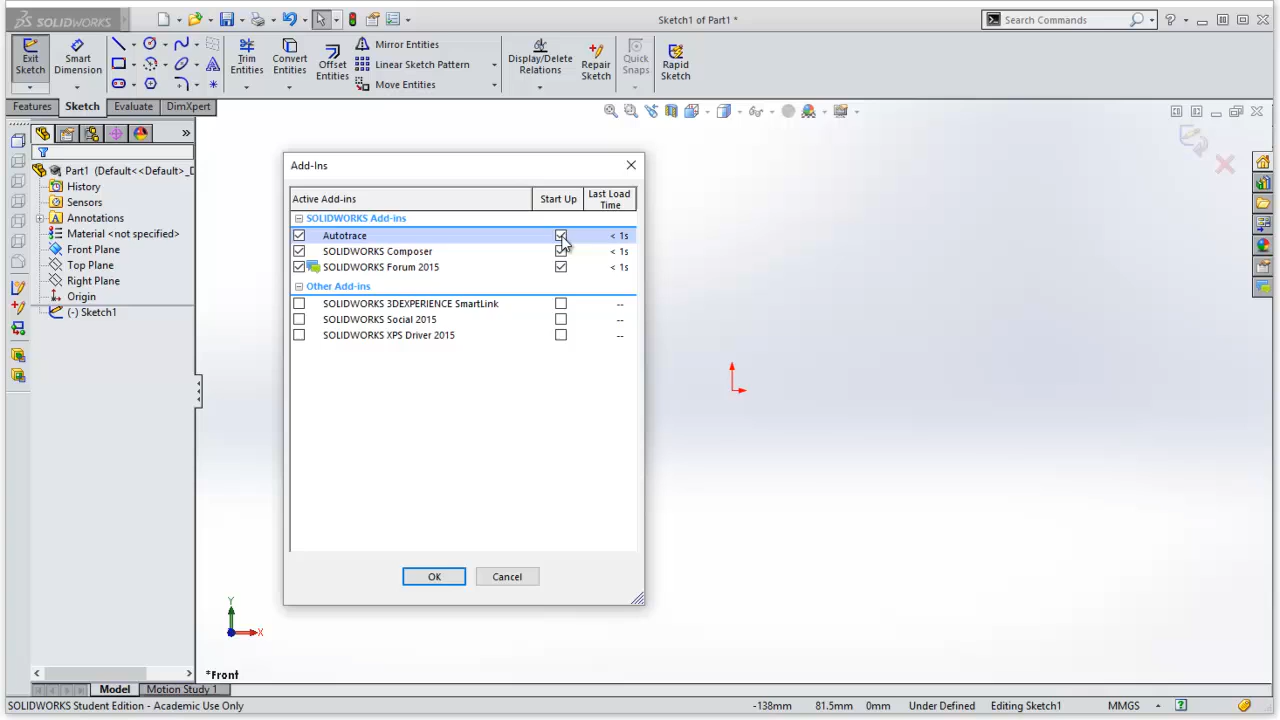 SOLIDWORKS
Sketch1 of Part1 *
Search Commands
Exit Sketch
Smart Dimension
Trim Entities
Convert Entities
Offset Entities
Mirror Entities
Linear Sketch Pattern
Move Entities
Display/Delete Relations
Repair Sketch
Quick Snaps
Rapid Sketch
Features
Sketch
Evaluate
DimXpert
Part1 (Default<<Default>_D
History
Sensors
Annotations
Material <not specified>
Front Plane
Top Plane
Right Plane
Origin
(-) Sketch1
Add-Ins
Active Add-ins Start Up Last Load Time
SOLIDWORKS Add-ins
Autotrace < 1s
SOLIDWORKS Composer < 1s
SOLIDWORKS Forum 2015 < 1s
Other Add-ins
SOLIDWORKS 3DEXPERIENCE SmartLink --
SOLIDWORKS Social 2015 --
SOLIDWORKS XPS Driver 2015 --
OK Cancel
Y
X
*Front
Model Motion Study 1
SOLIDWORKS Student Edition - Academic Use Only -138mm 81.5mm 0mm Under Defined Editing Sketch1 MMGS